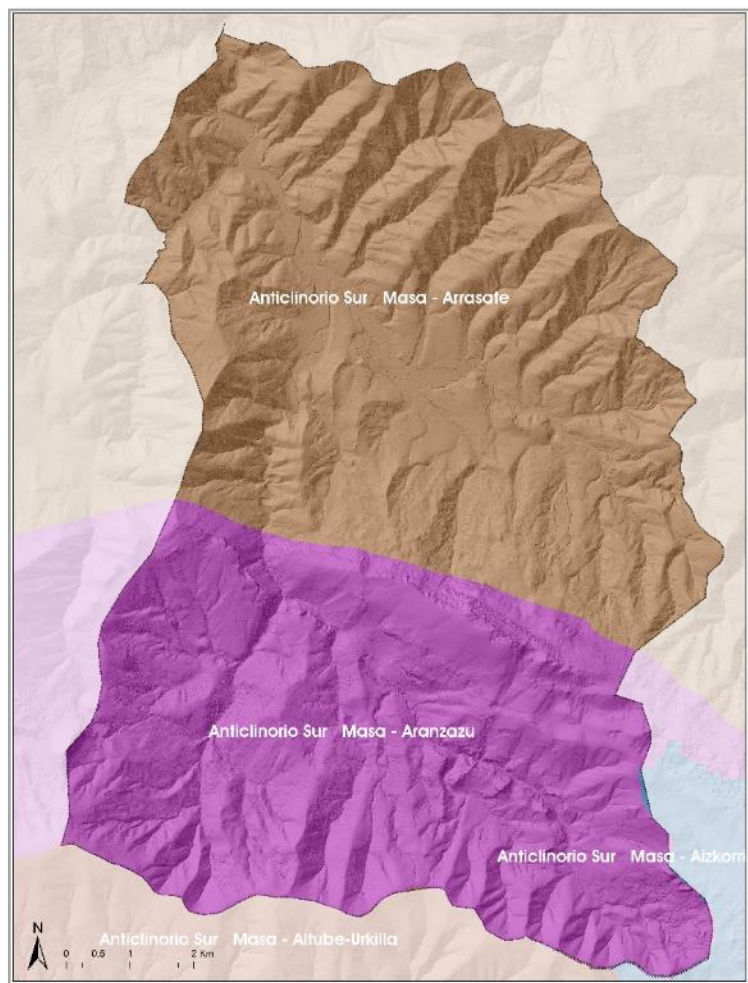 Anticlinorio Sur Masa - Arrasate
Anticlinorio Sur Masa - Aranzazu
Anticlinorio Sur Masa - Aizkorri
Anticlinorio Sur Masa - Altube-Urkilla
N
0 0.5 1 2 Km